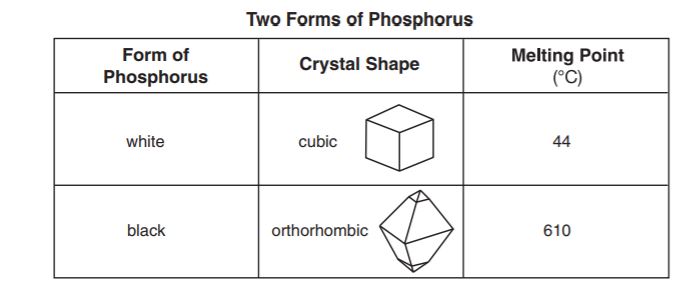 Two Forms of Phosphorus
Form of
Phosphorus
Crystal Shape
Melting Point
(°C)
white
cubic
44
black
orthorhombic
610